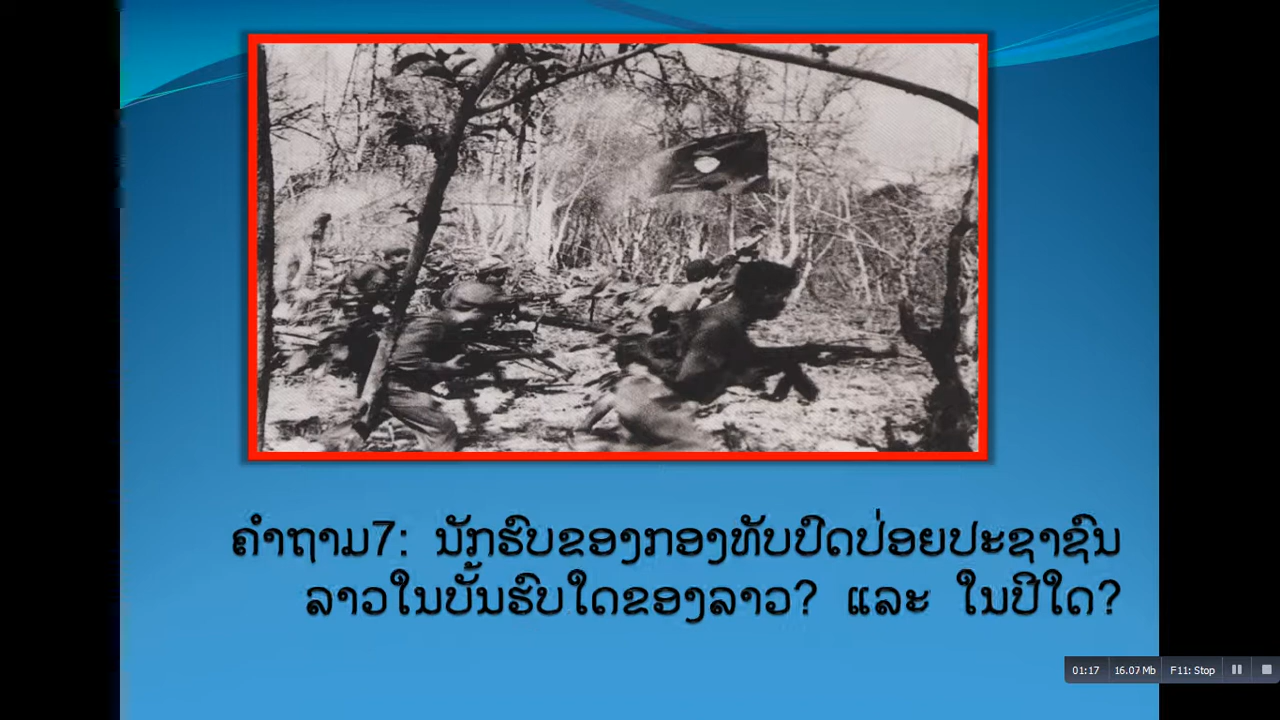 ຄໍາຖາມ7: ນັກຮົບຂອງກອງທັບປົດປ່ອຍປະຊາຊົນ
ລາວໃນບັ້ນຮົບໃດຂອງລາວ? ແລະ ໃນປີໃດ?
01:17 16.07 Mb F11: Stop